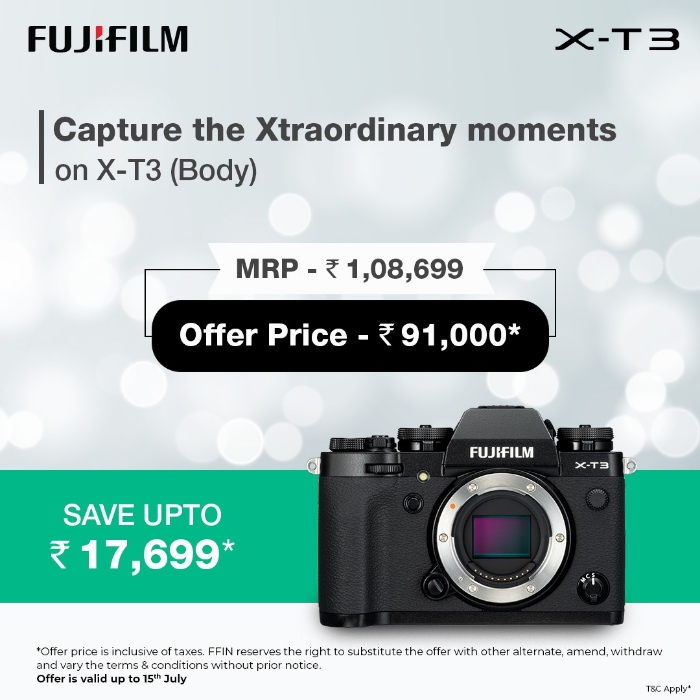 FUJIFILM
X-T3
Capture the Xtraordinary moments
on X-T3 (Body)
MRP - ₹ 1,08,699
Offer Price - ₹ 91,000*
FUJIFILM
X-T3
SAVE UPTO
₹ 17,699*
M C S
*Offer price is inclusive of taxes. FFIN reserves the right to substitute the offer with other alternate, amend, withdraw
and vary the terms & conditions without prior notice.
Offer is valid up to 15th July
T&C Apply*